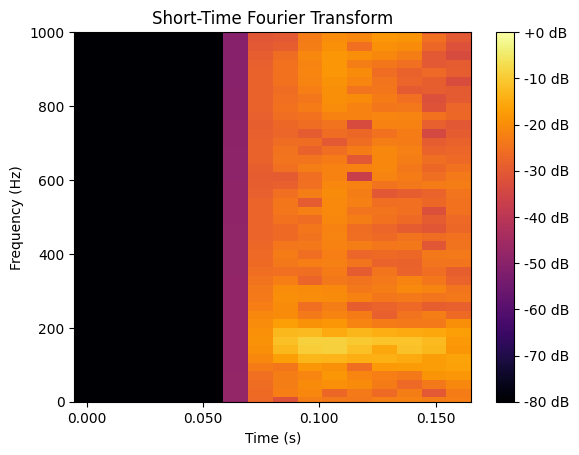 Short-Time Fourier Transform
1000
800
600
400
200
0
Frequency (Hz)
0.000
0.050
0.100
0.150
Time (s)
+0 dB
-10 dB
-20 dB
-30 dB
-40 dB
-50 dB
-60 dB
-70 dB
-80 dB